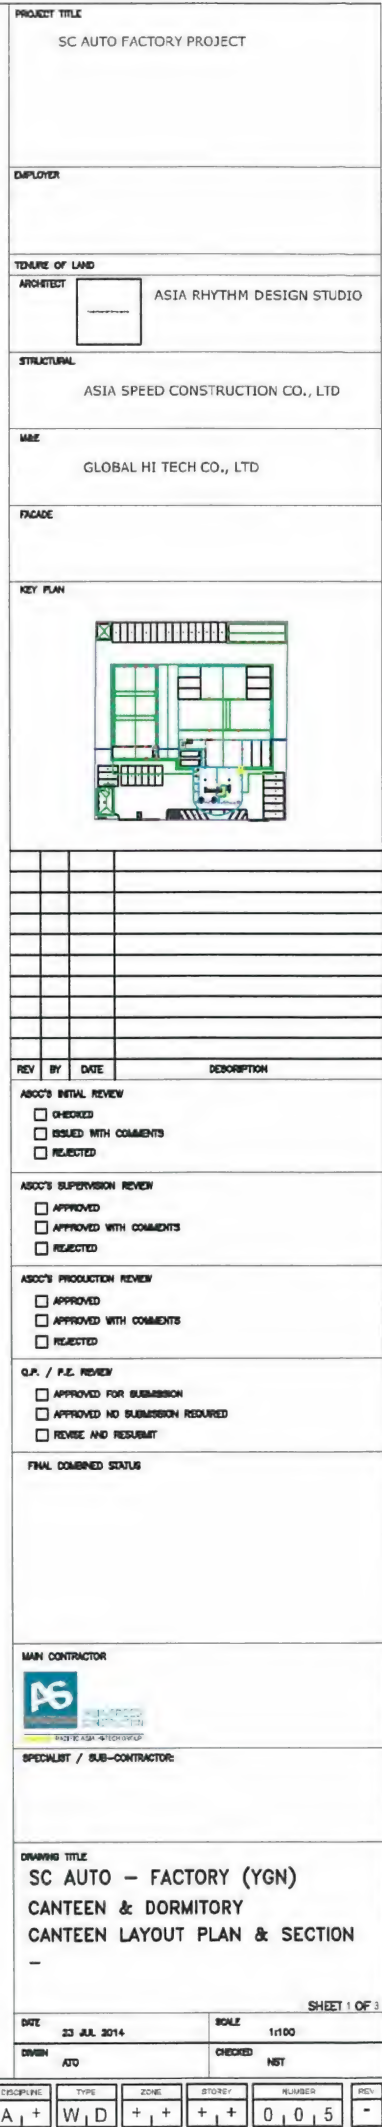 PROJECT TITLE
SC AUTO FACTORY PROJECT
EMPLOYER
TENURE OF LAND
ARCHITECT
ASIA RHYTHM DESIGN STUDIO
STRUCTURAL
ASIA SPEED CONSTRUCTION CO., LTD
M&E
GLOBAL HI TECH CO., LTD
FACADE
KEY PLAN
REV BY DATE DESCRIPTION
ASCC'S INITIAL REVIEW
CHECKED
ISSUED WITH COMMENTS
REJECTED
ASCC'S SUPERVISION REVIEW
APPROVED
APPROVED WITH COMMENTS
REJECTED
ASCC'S PRODUCTION REVIEW
APPROVED
APPROVED WITH COMMENTS
REJECTED
Q.P. / P.E. REVIEW
APPROVED FOR SUBMISSION
APPROVED NO SUBMISSION REQUIRED
REVISE AND RESUBMIT
FINAL COMBINED STATUS
MAIN CONTRACTOR
AS
SPECIALIST / SUB-CONTRACTOR:
DRAWING TITLE
SC AUTO - FACTORY (YGN)
CANTEEN & DORMITORY
CANTEEN LAYOUT PLAN & SECTION
-
SHEET 1 OF 3
DATE 23 JUL 2014 SCALE 1:100
DRAWN ATO CHECKED NST
DISCIPLINE TYPE ZONE STOREY NUMBER REV
A + W D + + + + 0 0 5 -